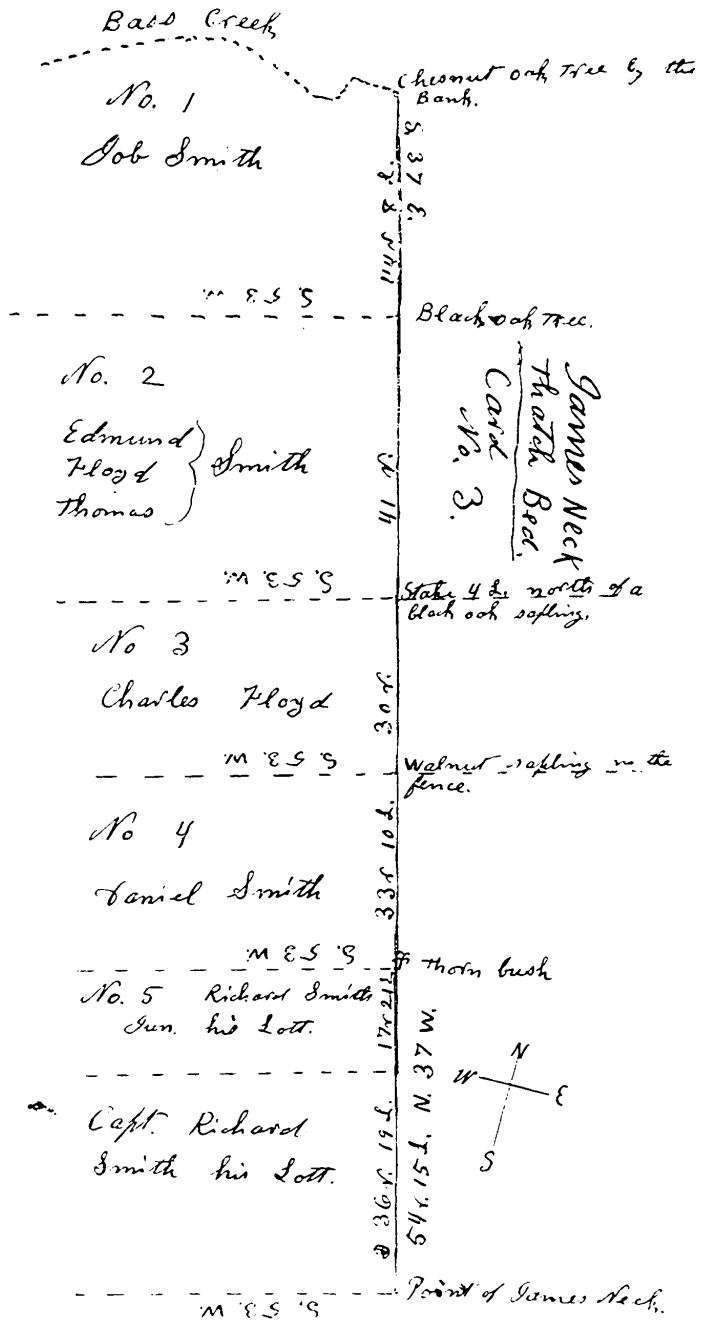 Bass Creek
Chesnut oak Tree by the
Bank.
No. 1
Job Smith
S 37 E.
S. 53 W.
Black oak Tree.
No. 2
Edmund
Floyd
Thomas
Smith
41 r.
James Neck
Thatch Bed.
Card
No. 3.
S. 53 W.
Stake 4 L. north of a
black oak sapling.
No 3
Charles Floyd
30 r.
S. 53. W.
Walnut sapling the
fence.
No 4
Daniel Smith
33 r 10 L.
S. 53 W.
thorn bush
No. 5 Richard Smith
Jun. his Lott.
17 r 21 L
54 r. 15 L. N. 37 W.
N
W
E
S
Capt. Richard
Smith his Lott.
36 r. 19 L.
Point of James Neck.
S. 53. W.